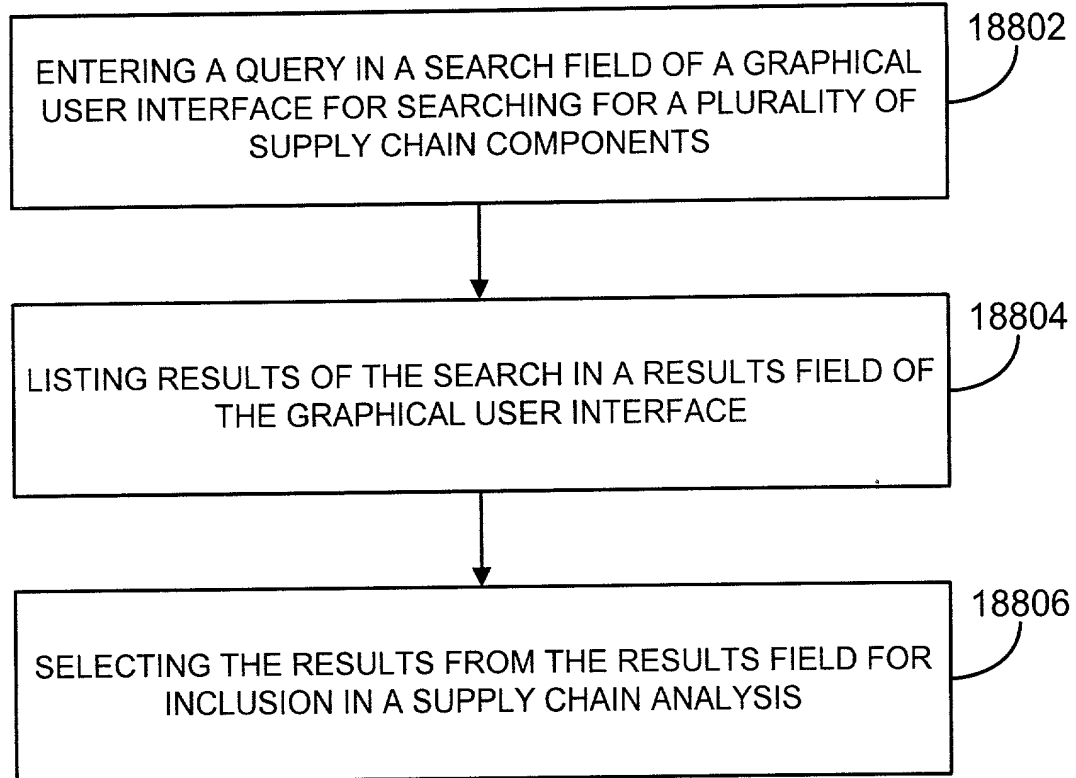 18802
ENTERING A QUERY IN A SEARCH FIELD OF A GRAPHICAL
USER INTERFACE FOR SEARCHING FOR A PLURALITY OF
SUPPLY CHAIN COMPONENTS
18804
LISTING RESULTS OF THE SEARCH IN A RESULTS FIELD OF
THE GRAPHICAL USER INTERFACE
18806
SELECTING THE RESULTS FROM THE RESULTS FIELD FOR
INCLUSION IN A SUPPLY CHAIN ANALYSIS